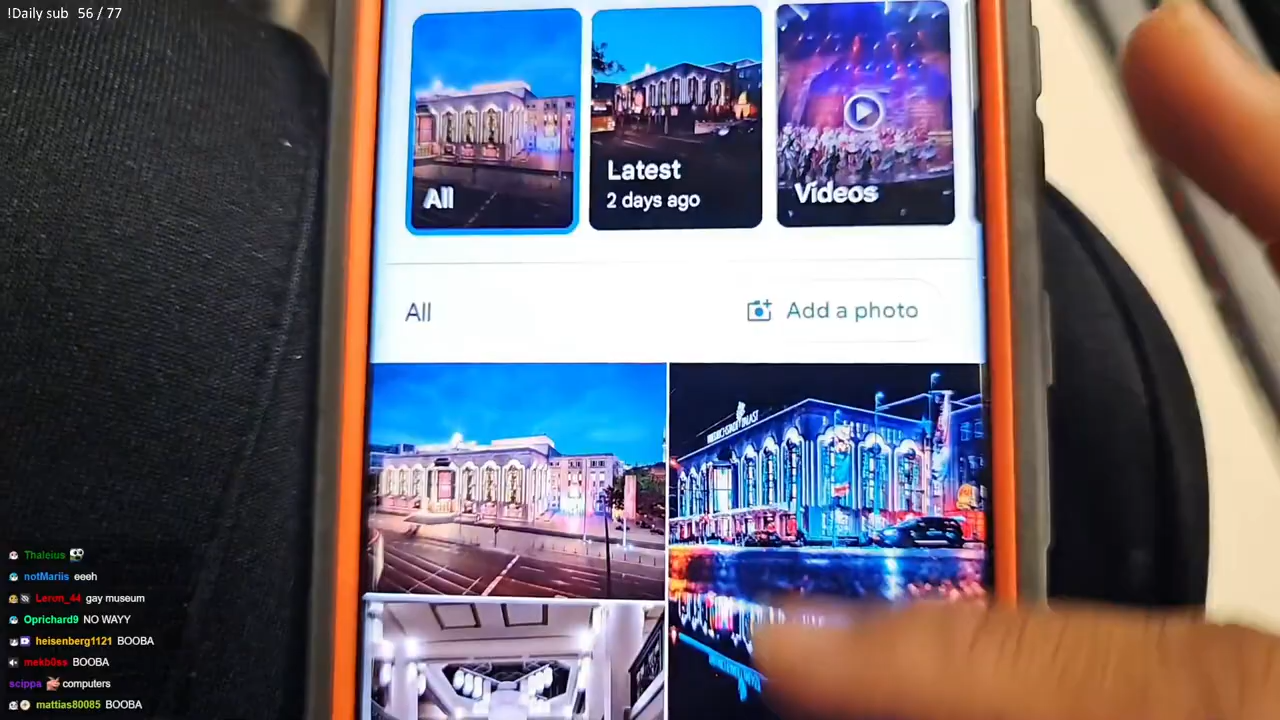 !Daily sub 56 / 77
All
Latest
2 days ago
Videos
All
Add a photo
Thaleius
notMariis eeeh
Lerun_44 gay museum
Oprichard9 NO WAYY
heisenberg1121 BOOBA
mekb0ss BOOBA
scippa computers
mattias80085 BOOBA